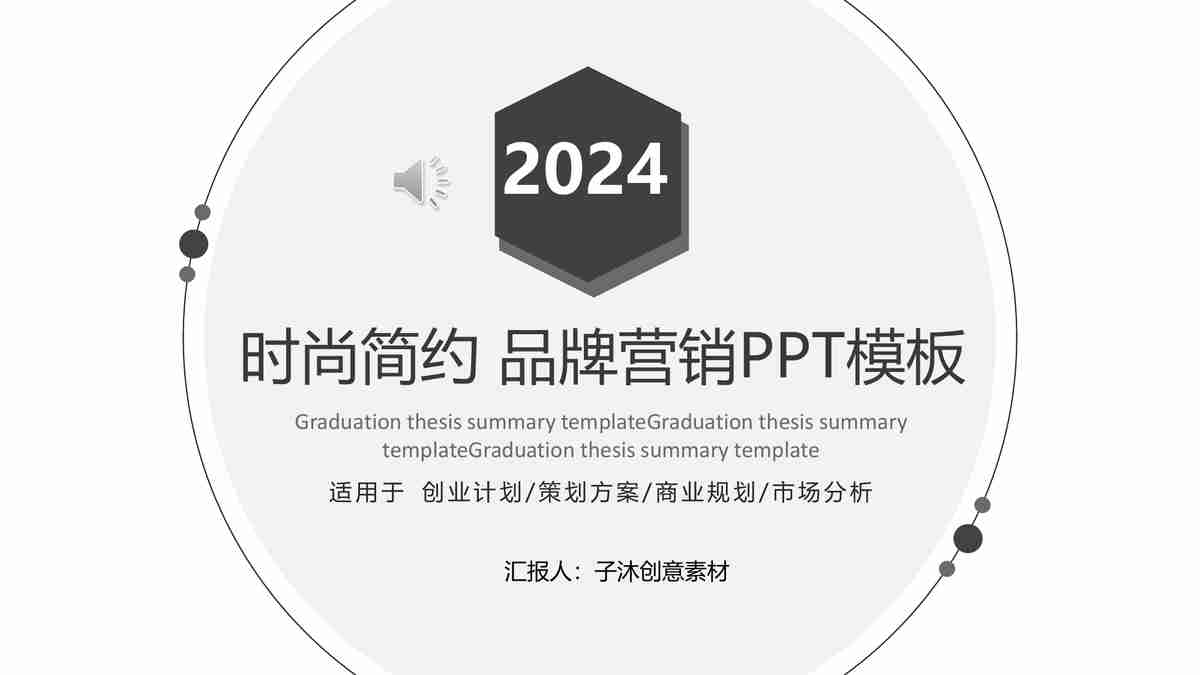 2024
时尚简约 品牌营销PPT模板
Graduation thesis summary templateGraduation thesis summary
templateGraduation thesis summary template
适用于 创业计划/策划方案/商业规划/市场分析
汇报人：子沐创意素材